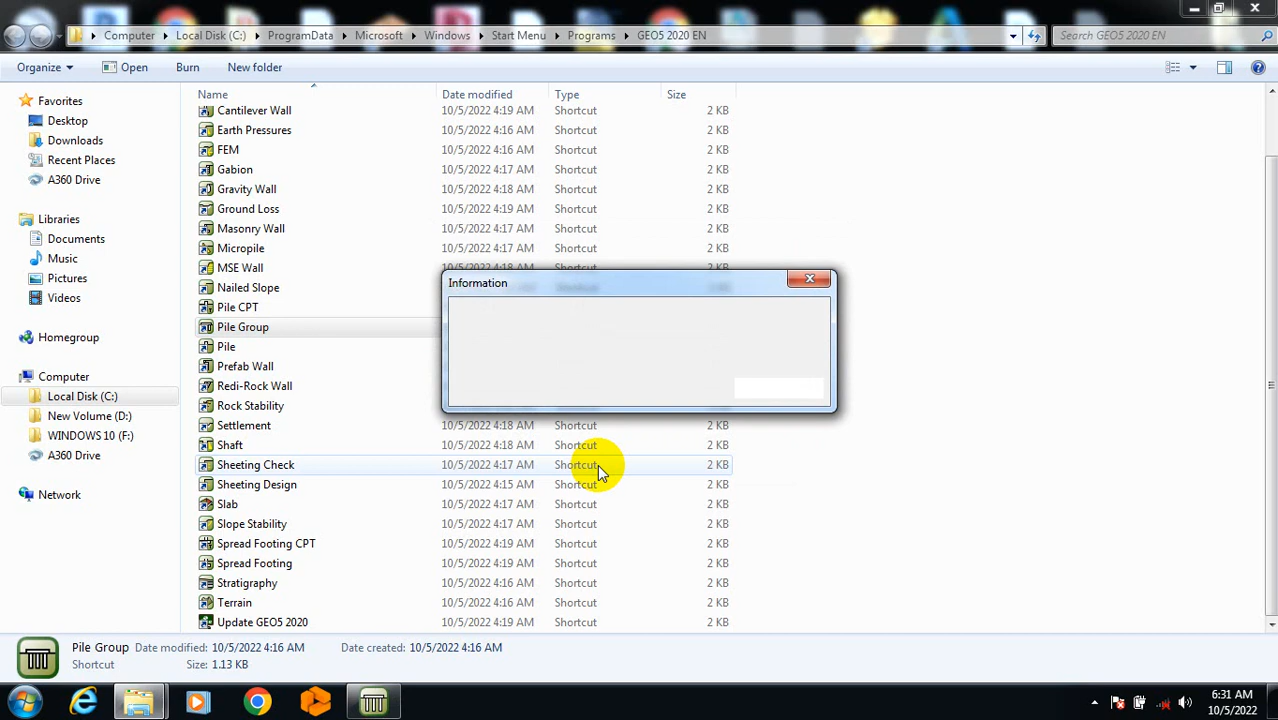 Computer Local Disk (C:) ProgramData Microsoft Windows Start Menu Programs GEO5 2020 EN Search GEO5 2020 EN
Organize Open Burn New folder
Name Date modified Type Size
Favorites
Desktop
Downloads
Recent Places
A360 Drive
Libraries
Documents
Music
Pictures
Videos
Homegroup
Computer
Local Disk (C:)
New Volume (D:)
WINDOWS 10 (F:)
A360 Drive
Network
Cantilever Wall 10/5/2022 4:19 AM Shortcut 2 KB
Earth Pressures 10/5/2022 4:16 AM Shortcut 2 KB
FEM 10/5/2022 4:16 AM Shortcut 2 KB
Gabion 10/5/2022 4:17 AM Shortcut 2 KB
Gravity Wall 10/5/2022 4:18 AM Shortcut 2 KB
Ground Loss 10/5/2022 4:19 AM Shortcut 2 KB
Masonry Wall 10/5/2022 4:17 AM Shortcut 2 KB
Micropile 10/5/2022 4:17 AM Shortcut 2 KB
MSE Wall 10/5/2022 4:18 AM Shortcut 2 KB
Nailed Slope
Pile CPT
Pile Group
Pile
Prefab Wall
Redi-Rock Wall
Rock Stability
Settlement 10/5/2022 4:18 AM Shortcut 2 KB
Shaft 10/5/2022 4:18 AM Shortcut 2 KB
Sheeting Check 10/5/2022 4:17 AM Shortcut 2 KB
Sheeting Design 10/5/2022 4:15 AM Shortcut 2 KB
Slab 10/5/2022 4:17 AM Shortcut 2 KB
Slope Stability 10/5/2022 4:17 AM Shortcut 2 KB
Spread Footing CPT 10/5/2022 4:19 AM Shortcut 2 KB
Spread Footing 10/5/2022 4:19 AM Shortcut 2 KB
Stratigraphy 10/5/2022 4:16 AM Shortcut 2 KB
Terrain 10/5/2022 4:16 AM Shortcut 2 KB
Update GEO5 2020 10/5/2022 4:19 AM Shortcut 2 KB
Information
Pile Group Date modified: 10/5/2022 4:16 AM Date created: 10/5/2022 4:16 AM
Shortcut Size: 1.13 KB
6:31 AM
10/5/2022